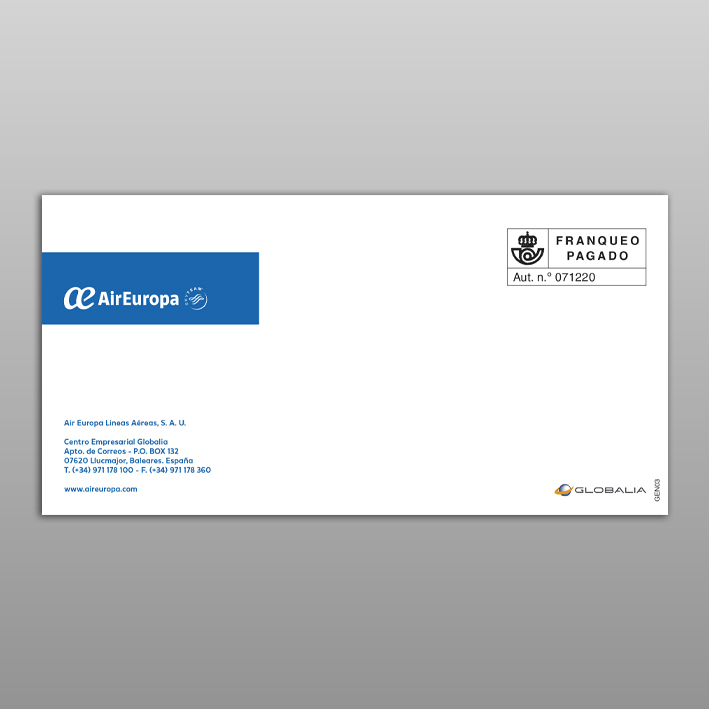 FRANQUEO
PAGADO
Aut. n.º 071220
æ AirEuropa
SKYTEAM
Air Europa Líneas Aéreas, S. A. U.
Centro Empresarial Globalia
Apto. de Correos - P.O. BOX 132
07620 Llucmajor, Baleares. España
T. (+34) 971 178 100 - F. (+34) 971 178 360
www.aireuropa.com
GLOBALIA
GEN03